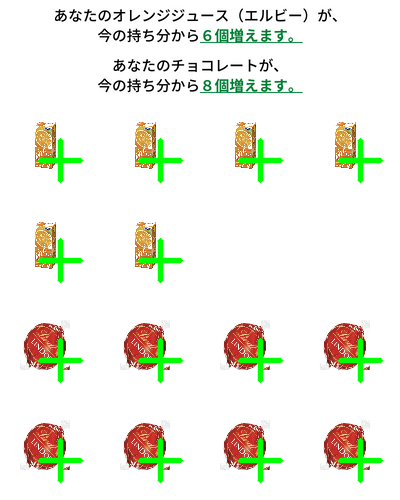 あなたのオレンジジュース（エルビー）が、
今の持ち分から６個増えます。
あなたのチョコレートが、
今の持ち分から８個増えます。